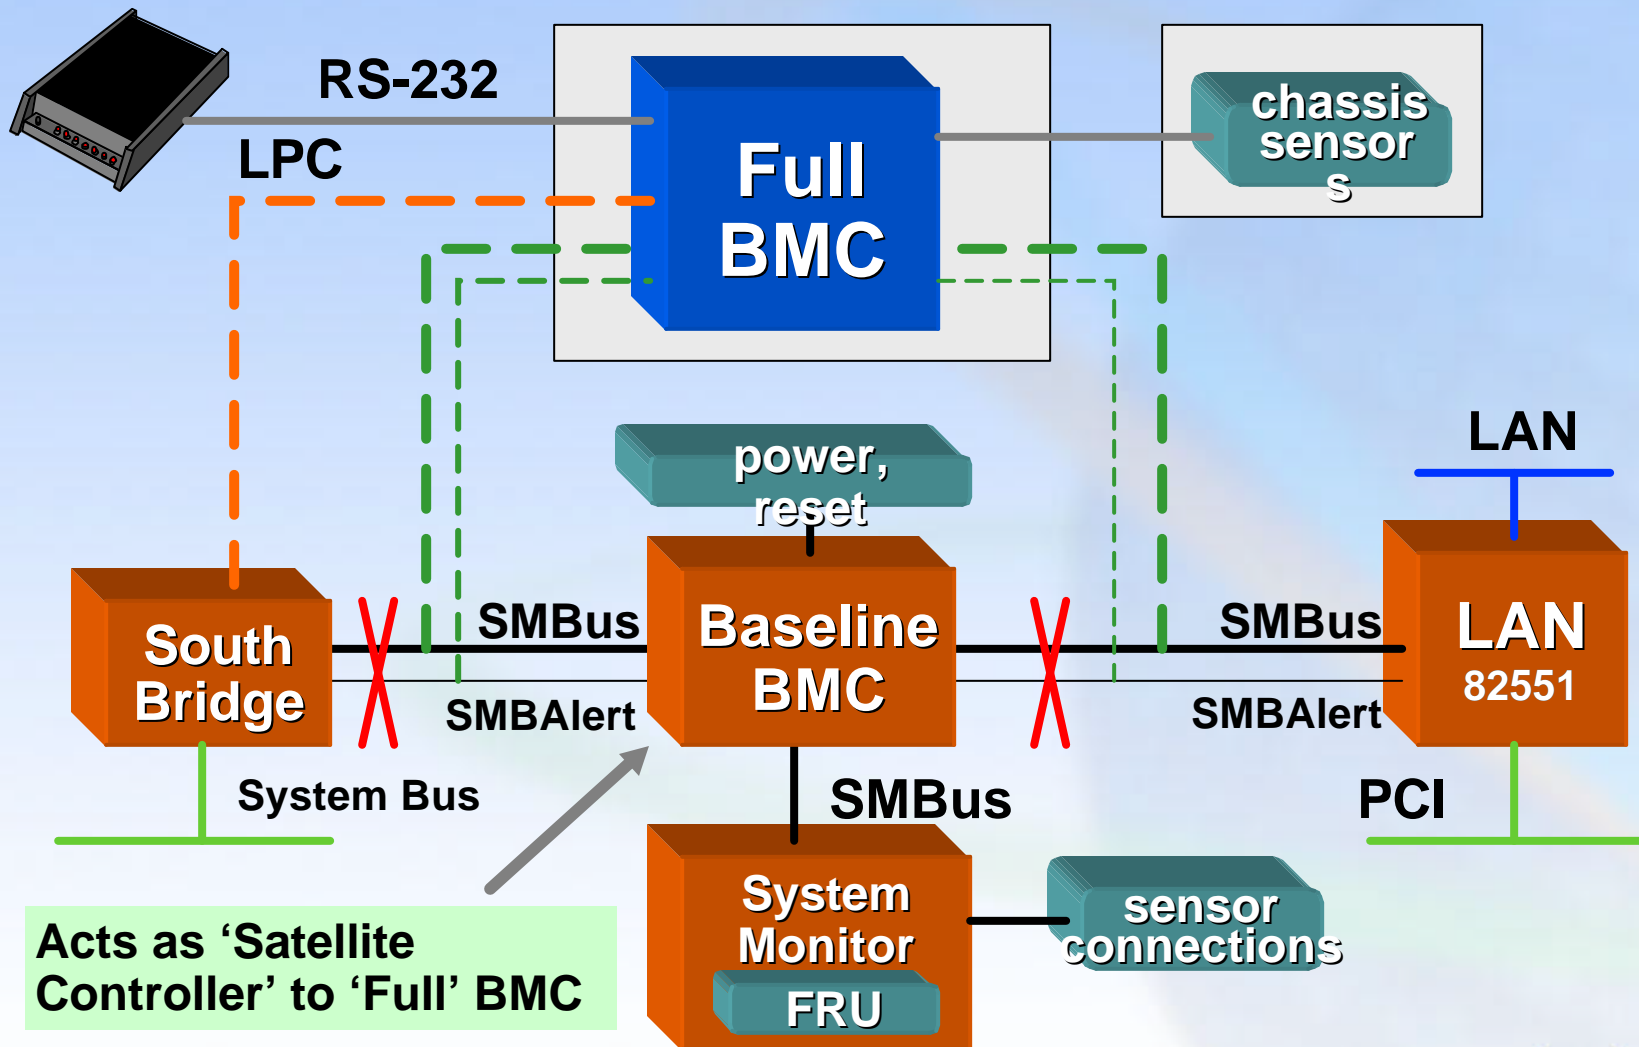 RS-232
LPC
Full
BMC
chassis
sensor
s
LAN
power,
reset
South
Bridge
SMBus
SMBAlert
Baseline
BMC
SMBus
SMBAlert
LAN
82551
System Bus
SMBus
PCI
System
Monitor
FRU
sensor
connections
Acts as ‘Satellite
Controller’ to ‘Full’ BMC